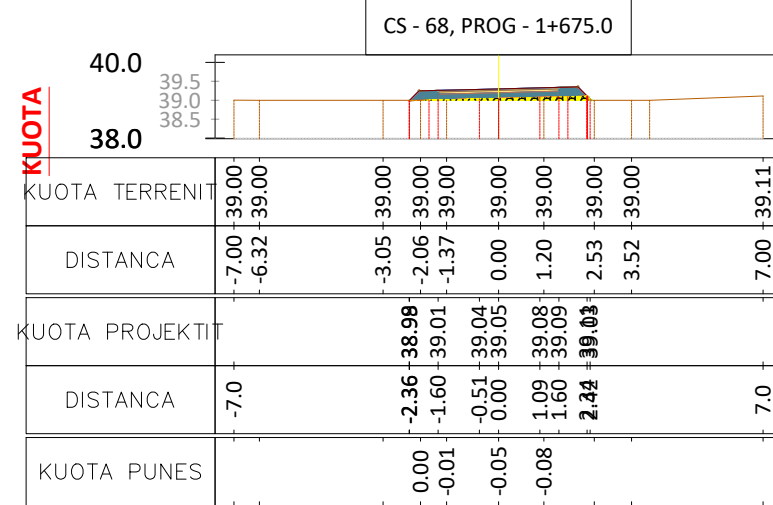 CS - 68, PROG - 1+675.0
KUOTA
40.0
39.5
39.0
38.5
38.0
KUOTA TERRENIT 39.00 39.00 39.00 39.00 39.00 39.00 39.00 39.00 39.00 39.11
DISTANCA -7.00 -6.32 -3.05 -2.06 -1.37 0.00 1.20 2.53 3.52 7.00
KUOTA PROJEKTIT 39.01 39.04 39.05 39.08 39.09
DISTANCA -7.0 -2.36 -1.60 -0.51 0.00 1.09 1.60 7.0
KUOTA PUNES 0.00 -0.01 -0.05 -0.08